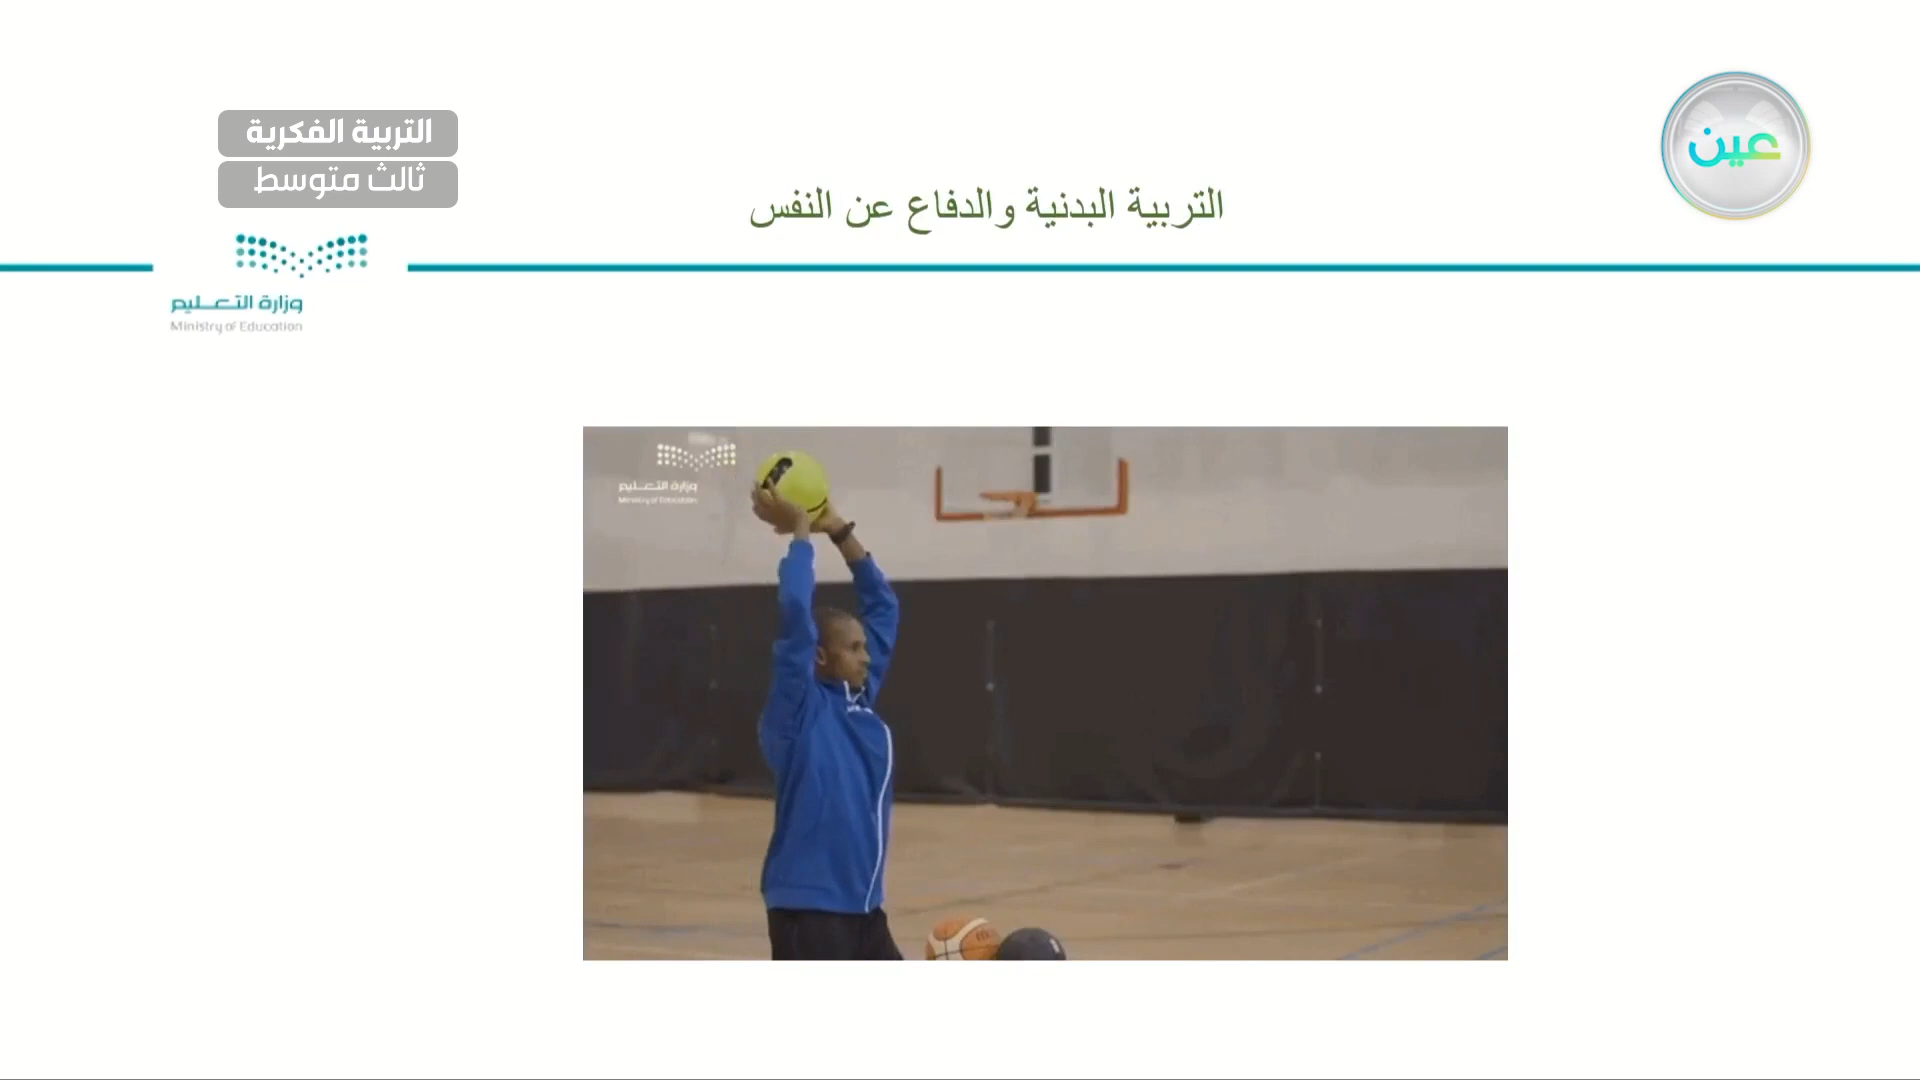 التربية الفكرية
ثالث متوسط
عين
التربية البدنية والدفاع عن النفس
وزارة التعليم
Ministry of Education
وزارة التعليم
Ministry of Education